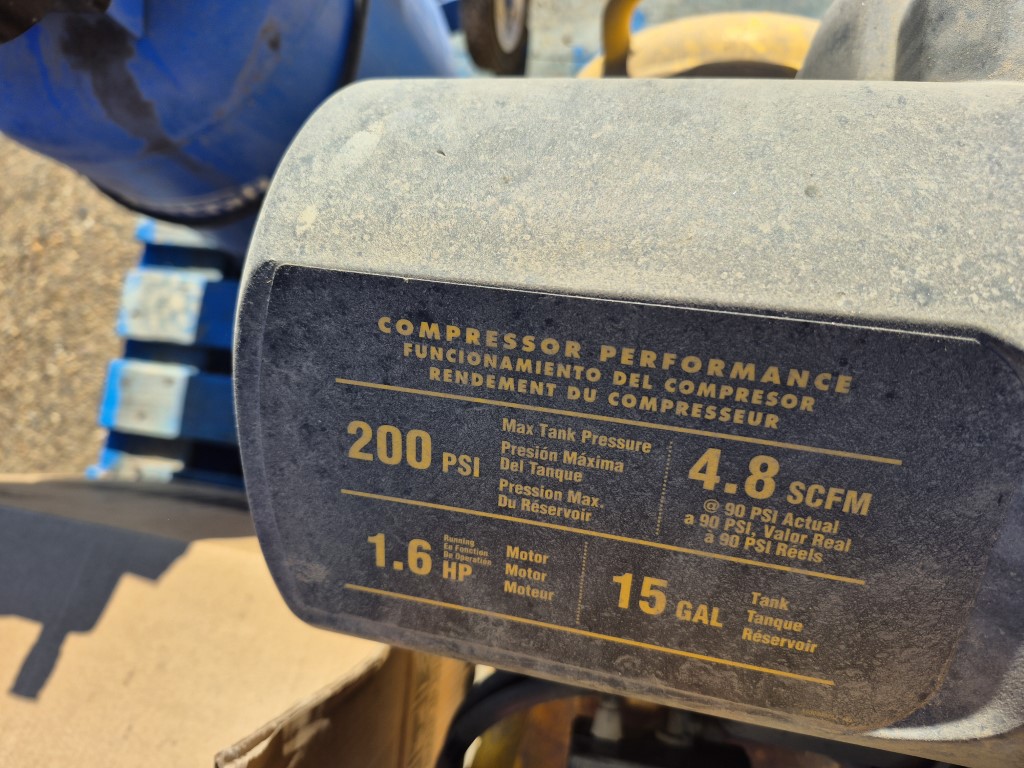 COMPRESSOR PERFORMANCE
FUNCIONAMIENTO DEL COMPRESOR
RENDEMENT DU COMPRESSEUR
200 PSI
Max Tank Pressure
Presión Máxima
Del Tanque
Pression Max.
Du Réservoir
4.8 SCFM
@ 90 PSI Actual
a 90 PSI, Valor Real
à 90 PSI Réels
1.6 HP
Running
En Función
De Operatión
Motor
Motor
Moteur
15 GAL
Tank
Tanque
Réservoir